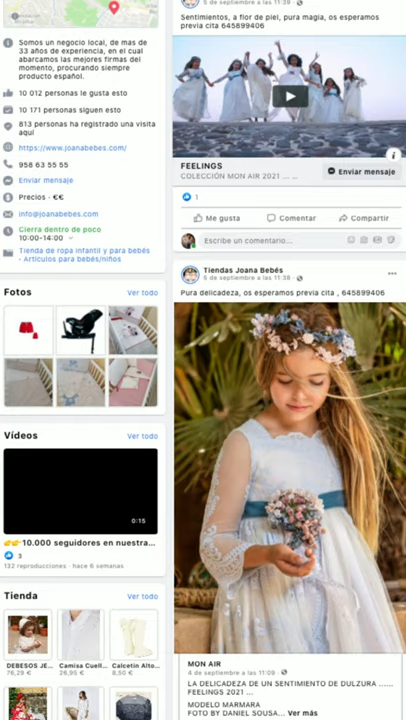 Somos un negocio local, de mas de
33 años de experiencia, en el cual
abarcamos las mejores firmas del
momento, procurando siempre
producto español.
10 012 personas le gusta esto
10 171 personas siguen esto
813 personas ha registrado una visita
aquí
https://www.joanabebes.com/
958 63 55 55
Enviar mensaje
Precios · €€
info@joanabebes.com
Cierra dentro de poco
10:00-14:00
Tienda de ropa infantil y para bebés
· Artículos para bebés/niños
Fotos
Ver todo
Vídeos
Ver todo
0:15
👉👉10.000 seguidores en nuestra...
3
132 reproducciones · hace 6 semanas
Tienda
Ver todo
DEBESOS JE...
76,29 €
Camisa Cuell...
26,95 €
Calcetin Alto...
8,50 €
5 de septiembre a las 11:39 ·
Sentimientos, a flor de piel, pura magia, os esperamos
previa cita 645899406
FEELINGS
COLECCIÓN MON AIR 2021 ... ...
Enviar mensaje
1
Me gusta
Comentar
Compartir
Escribe un comentario...
Tiendas Joana Bebés
5 de septiembre a las 11:38 ·
Pura delicadeza, os esperamos previa cita , 645899406
MON AIR
4 de septiembre a las 11:09 ·
LA DELICADEZA DE UN SENTIMIENTO DE DULZURA ......
FEELINGS 2021 ...
MODELO MARMARA
FOTO BY DANIEL SOUSA... Ver más